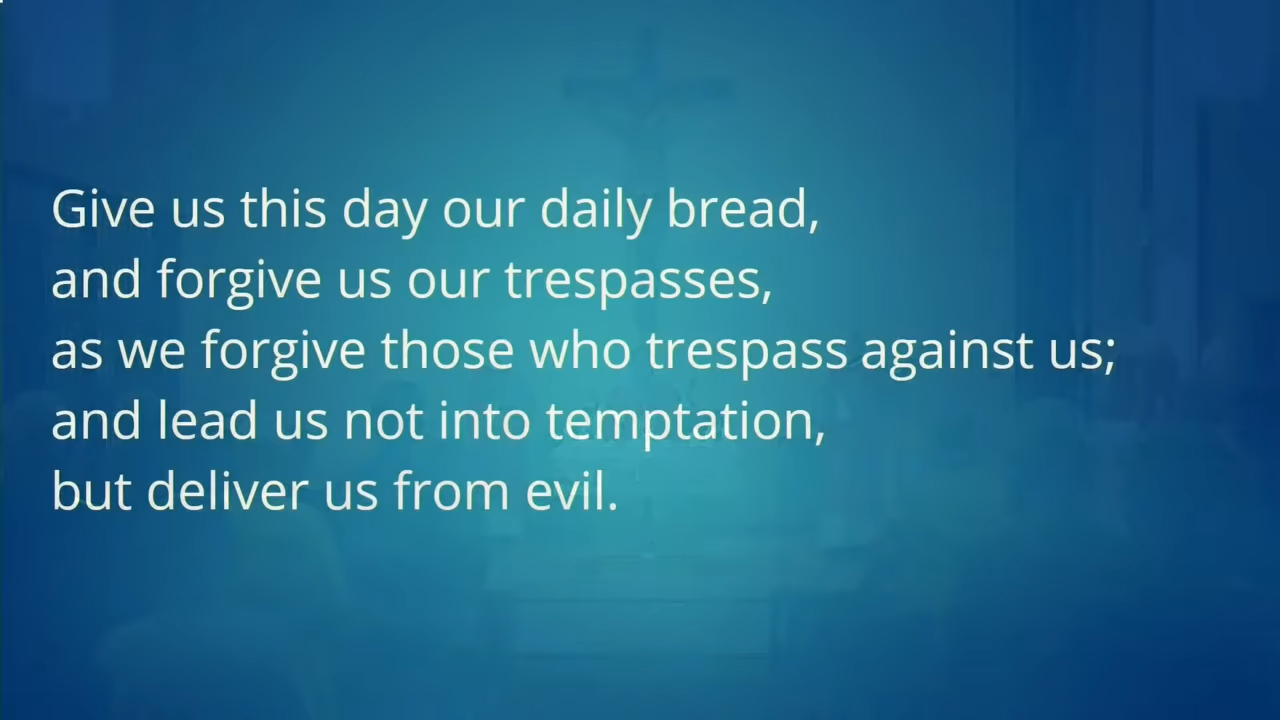 Give us this day our daily bread,
and forgive us our trespasses,
as we forgive those who trespass against us;
and lead us not into temptation,
but deliver us from evil.